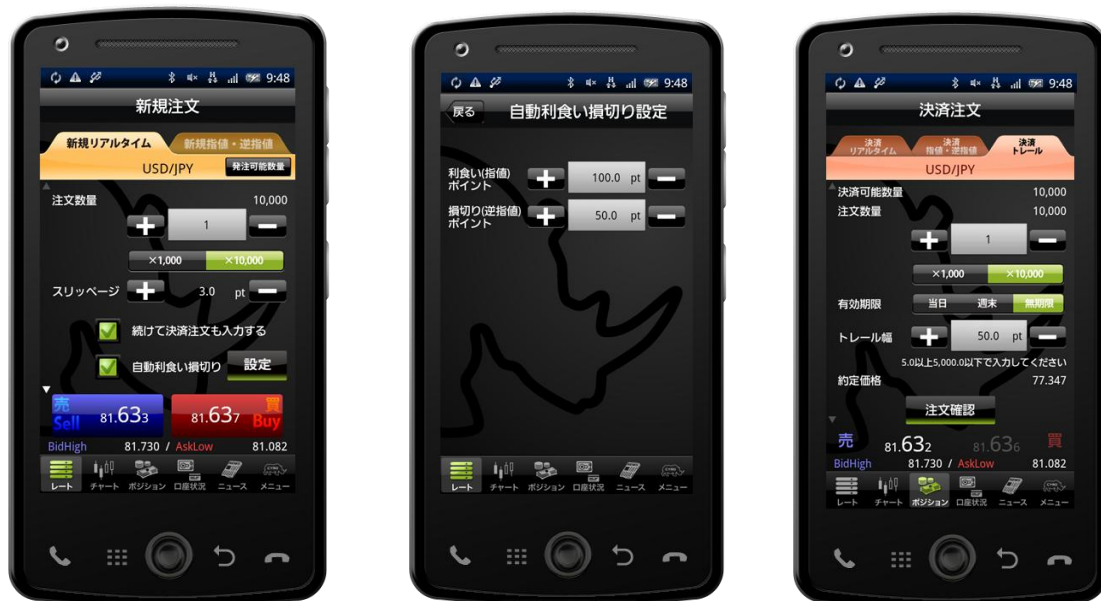 9:48
新規注文
新規リアルタイム
新規指値・逆指値
USD/JPY
発注可能数量
注文数量
10,000
1
×1,000
×10,000
スリッページ
3.0 pt
続けて決済注文も入力する
自動利食い損切り
設定
売
Sell
81.633
81.637
買
Buy
BidHigh 81.730 / AskLow 81.082
レート
チャート
ポジション
口座状況
ニュース
メニュー
9:48
戻る
自動利食い損切り設定
利食い(指値)
ポイント
100.0 pt
損切り(逆指値)
ポイント
50.0 pt
レート
チャート
ポジション
口座状況
ニュース
メニュー
9:48
決済注文
決済
リアルタイム
決済
指値・逆指値
決済
トレール
USD/JPY
決済可能数量
10,000
注文数量
10,000
1
×1,000
×10,000
有効期限
当日
週末
無期限
トレール幅
50.0 pt
5.0以上5,000.0以下で入力してください
約定価格
77.347
注文確認
売
81.632
81.636
買
BidHigh 81.730 / AskLow 81.082
レート
チャート
ポジション
口座状況
ニュース
メニュー